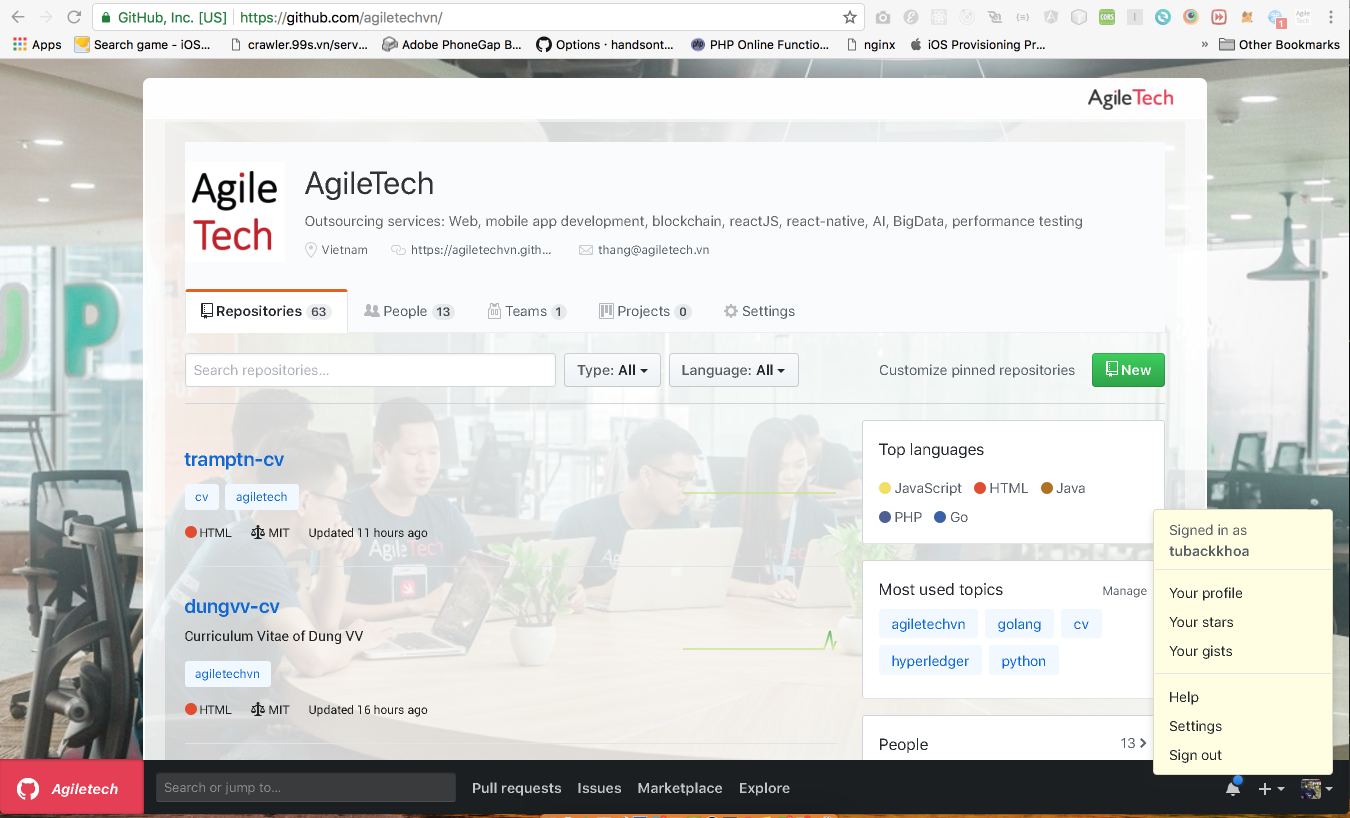 GitHub, Inc. [US] https://github.com/agiletechvn/
Apps Search game - iOS... crawler.99s.vn/serv... Adobe PhoneGap B... Options · handsont... PHP Online Functio... nginx iOS Provisioning Pr... » Other Bookmarks
AgileTech
Agile
Tech
AgileTech
Outsourcing services: Web, mobile app development, blockchain, reactJS, react-native, AI, BigData, performance testing
Vietnam https://agiletechvn.gith... thang@agiletech.vn
Repositories 63 People 13 Teams 1 Projects 0 Settings
Search repositories... Type: All Language: All Customize pinned repositories New
tramptn-cv
cv agiletech
HTML MIT Updated 11 hours ago
dungvv-cv
Curriculum Vitae of Dung VV
agiletechvn
HTML MIT Updated 16 hours ago
Top languages
JavaScript HTML Java
PHP Go
Most used topics Manage
agiletechvn golang cv
hyperledger python
People 13
Signed in as
tubackkhoa
Your profile
Your stars
Your gists
Help
Settings
Sign out
Agiletech Search or jump to... Pull requests Issues Marketplace Explore